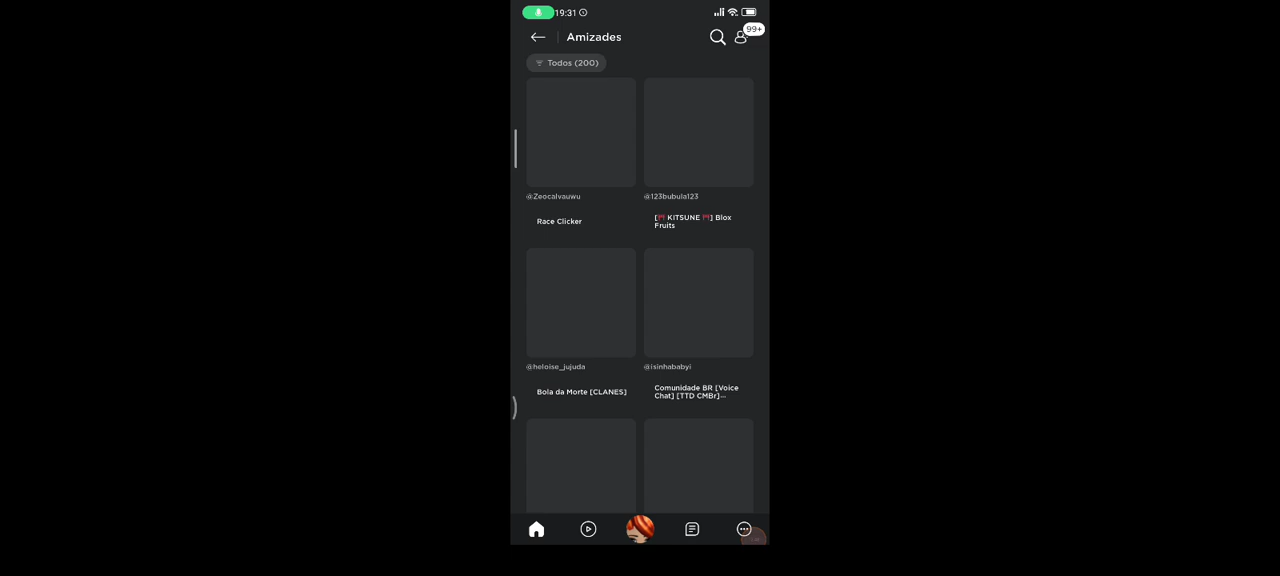 19:31
99+
Amizades
Todos (200)
@Zeocalvauwu
@123bubula123
Race Clicker
[⛩️ KITSUNE ⛩️] Blox
Fruits
@heloise_jujuda
@isinhababyi
Bola da Morte [CLANES]
Comunidade BR [Voice
Chat] [TTD CMBr]...